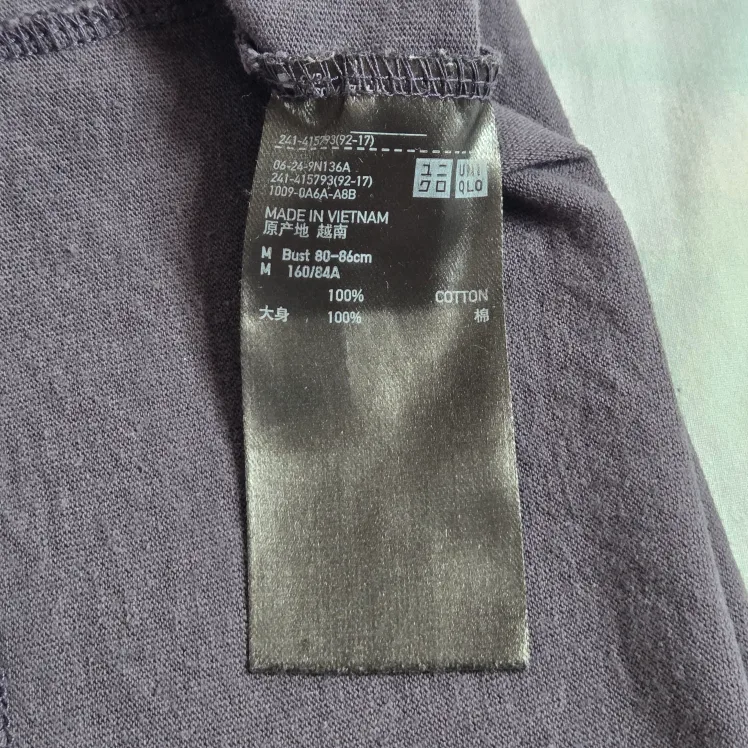 241-415793(92-17)
06-24-9N136A
241-415793(92-17)
1009-0A6A-A8B
ユニ
クロ
UNI
QLO
MADE IN VIETNAM
原产地 越南
M Bust 80-86cm
M 160/84A
100% COTTON
大身 100% 棉